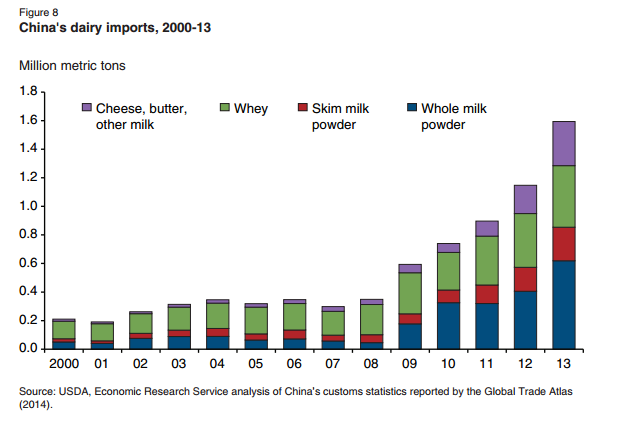 Figure 8
China's dairy imports, 2000-13
Million metric tons
1.8
1.6
1.4
1.2
1.0
0.8
0.6
0.4
0.2
0.0
Cheese, butter,
other milk
Whey
Skim milk
powder
Whole milk
powder
2000 01 02 03 04 05 06 07 08 09 10 11 12 13
Source: USDA, Economic Research Service analysis of China's customs statistics reported by the Global Trade Atlas
(2014).